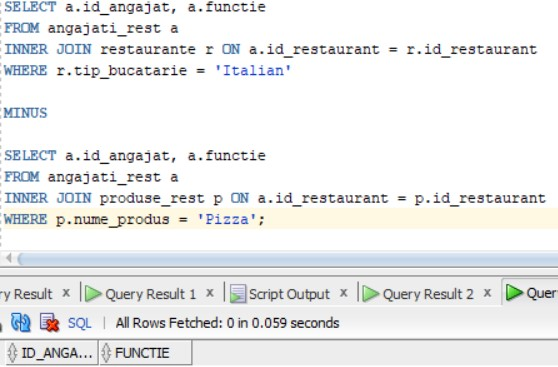 SELECT a.id_angajat, a.functie
FROM angajati_rest a
INNER JOIN restaurante r ON a.id_restaurant = r.id_restaurant
WHERE r.tip_bucatarie = 'Italian'
MINUS
SELECT a.id_angajat, a.functie
FROM angajati_rest a
INNER JOIN produse_rest p ON a.id_restaurant = p.id_restaurant
WHERE p.nume_produs = 'Pizza';
ry Result x Query Result 1 x Script Output x Query Result 2 x Quer
SQL | All Rows Fetched: 0 in 0.059 seconds
ID_ANGA... FUNCTIE